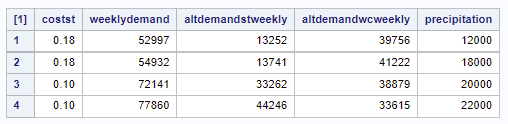 [1] costst weeklydemand altdemandstweekly altdemandwcweekly precipitation
1 0.18 52997 13252 39756 12000
2 0.18 54932 13741 41222 18000
3 0.10 72141 33262 38879 20000
4 0.10 77860 44246 33615 22000